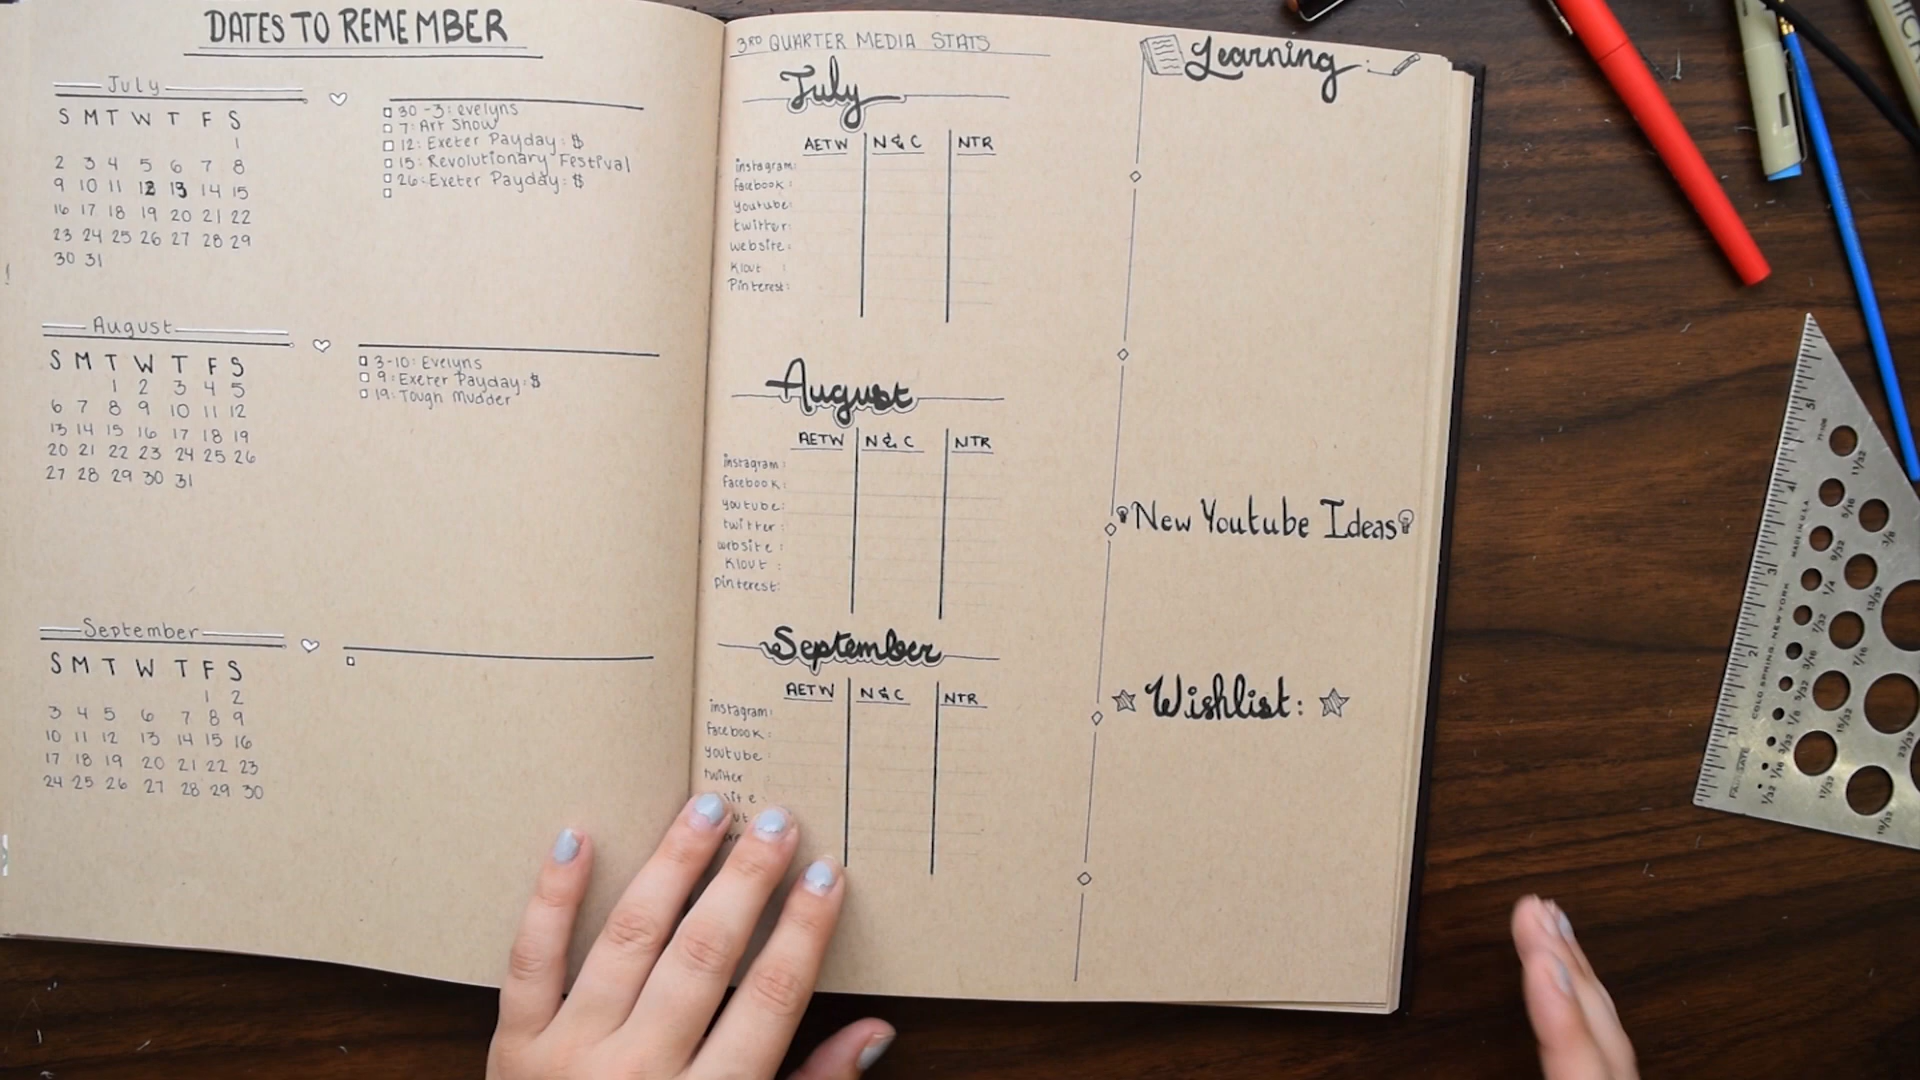 DATES TO REMEMBER
July
S M T W T F S
1
2 3 4 5 6 7 8
9 10 11 12 13 14 15
16 17 18 19 20 21 22
23 24 25 26 27 28 29
30 31
30-3: evelyns
7: Art Show
12: Exeter Payday: $
15: Revolutionary Festival
26: Exeter Payday: $
August
S M T W T F S
1 2 3 4 5
6 7 8 9 10 11 12
13 14 15 16 17 18 19
20 21 22 23 24 25 26
27 28 29 30 31
3-10: Evelyns
9: Exeter Payday: $
19: Tough Mudder
September
S M T W T F S
1 2
3 4 5 6 7 8 9
10 11 12 13 14 15 16
17 18 19 20 21 22 23
24 25 26 27 28 29 30
3RD QUARTER MEDIA STATS
July
AETW N & C NTR
instagram:
facebook:
youtube:
twitter:
website:
Klout :
Pinterest:
August
AETW N & C NTR
instagram:
facebook:
youtube:
twitter:
website:
Klout :
pinterest:
September
AETW N & C NTR
instagram:
facebook:
youtube:
twitter
Learning
New Youtube Ideas
Wishlist:
COLD SPRING, NEW YORK
MADE IN U.S.A.